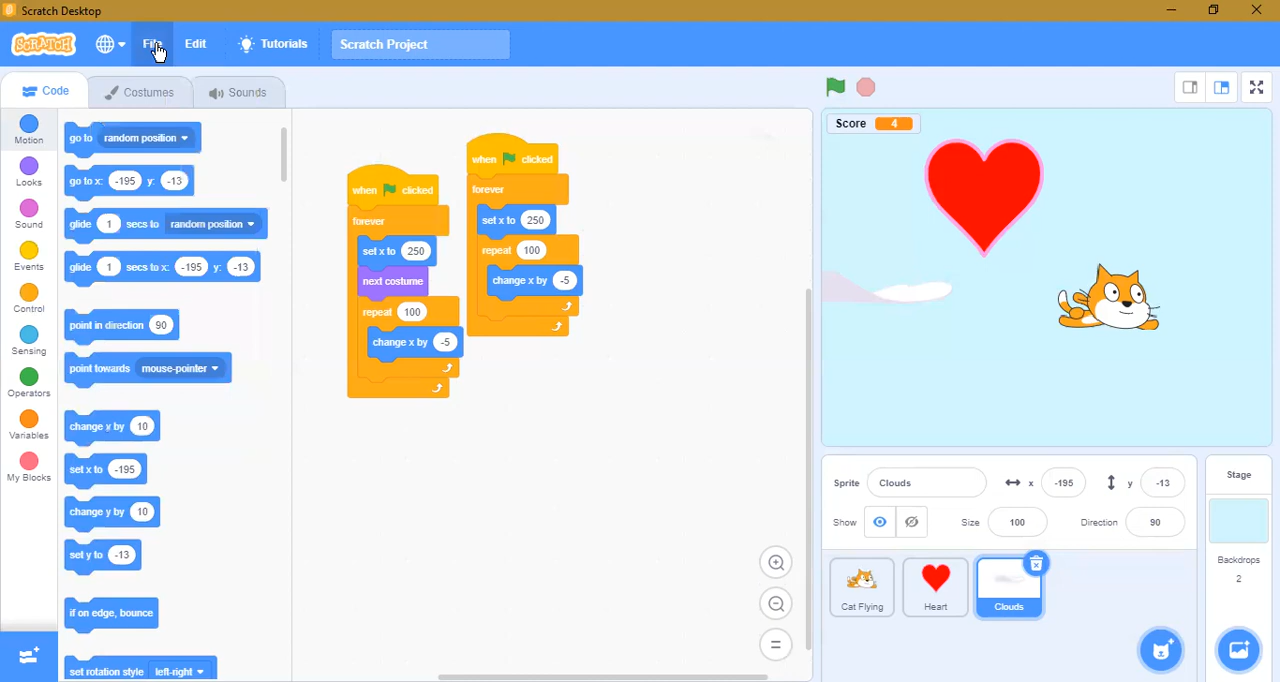 Scratch Desktop
SCRATCH
File
Edit
Tutorials
Scratch Project
Code
Costumes
Sounds
Motion
Looks
Sound
Events
Control
Sensing
Operators
Variables
My Blocks
go to random position
go to x: -195 y: -13
glide 1 secs to random position
glide 1 secs to x: -195 y: -13
point in direction 90
point towards mouse-pointer
change y by 10
set x to -195
change y by 10
set y to -13
if on edge, bounce
set rotation style left-right
when clicked
forever
set x to 250
next costume
repeat 100
change x by -5
when clicked
forever
set x to 250
repeat 100
change x by -5
Score 4
Sprite Clouds x -195 y -13
Show Size 100 Direction 90
Cat Flying
Heart
Clouds
Stage
Backdrops
2